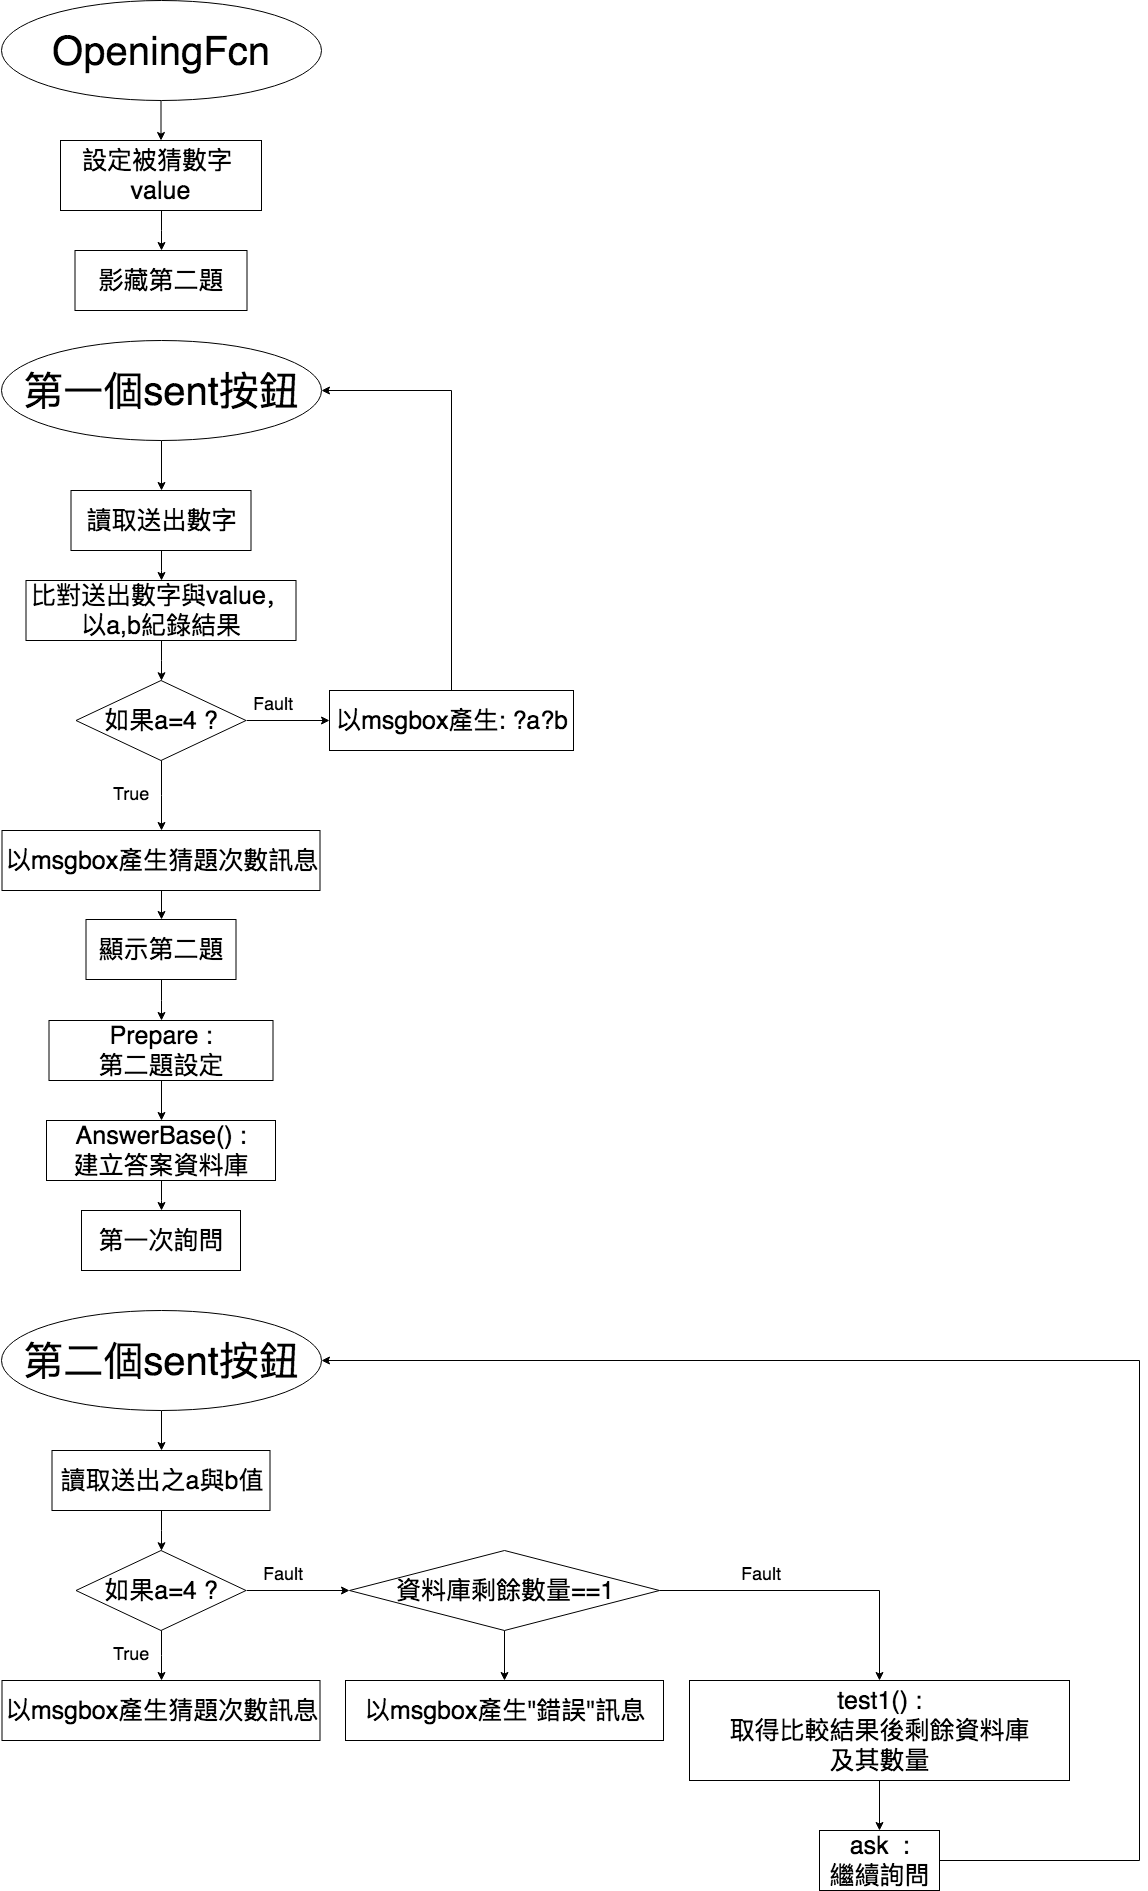 OpeningFcn
設定被猜數字
value
影藏第二題
第一個sent按鈕
讀取送出數字
比對送出數字與value，
以a,b紀錄結果
如果a=4 ?
Fault
以msgbox產生: ?a?b
True
以msgbox產生猜題次數訊息
顯示第二題
Prepare :
第二題設定
AnswerBase() :
建立答案資料庫
第一次詢問
第二個sent按鈕
讀取送出之a與b值
如果a=4 ?
Fault
資料庫剩餘數量==1
Fault
True
以msgbox產生猜題次數訊息
以msgbox產生"錯誤"訊息
test1() :
取得比較結果後剩餘資料庫
及其數量
ask  :
繼續詢問